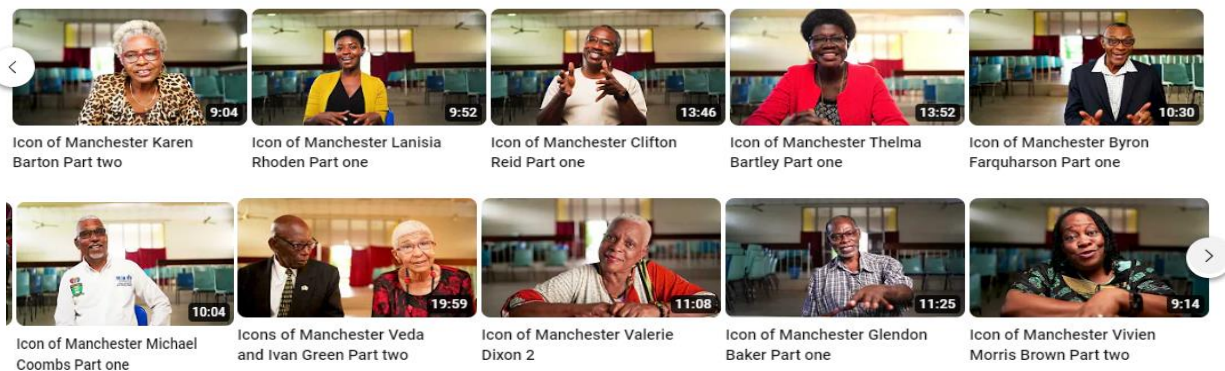 9:04
9:52
13:46
13:52
10:30
Icon of Manchester Karen
Barton Part two
Icon of Manchester Lanisia
Rhoden Part one
Icon of Manchester Clifton
Reid Part one
Icon of Manchester Thelma
Bartley Part one
Icon of Manchester Byron
Farquharson Part one
10:04
19:59
11:08
11:25
9:14
Icon of Manchester Michael
Coombs Part one
Icons of Manchester Veda
and Ivan Green Part two
Icon of Manchester Valerie
Dixon 2
Icon of Manchester Glendon
Baker Part one
Icon of Manchester Vivien
Morris Brown Part two